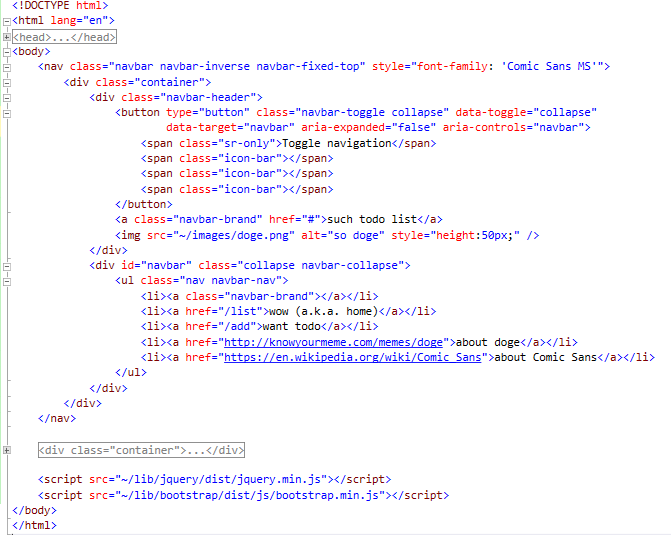 <!DOCTYPE html>
<html lang="en">
<head>...</head>
<body>
    <nav class="navbar navbar-inverse navbar-fixed-top" style="font-family: 'Comic Sans MS'">
        <div class="container">
            <div class="navbar-header">
                <button type="button" class="navbar-toggle collapse" data-toggle="collapse"
                        data-target="navbar" aria-expanded="false" aria-controls="navbar">
                    <span class="sr-only">Toggle navigation</span>
                    <span class="icon-bar"></span>
                    <span class="icon-bar"></span>
                    <span class="icon-bar"></span>
                </button>
                <a class="navbar-brand" href="#">such todo list</a>
                <img src="~/images/doge.png" alt="so doge" style="height:50px;" />
            </div>
            <div id="navbar" class="collapse navbar-collapse">
                <ul class="nav navbar-nav">
                    <li><a class="navbar-brand"></a></li>
                    <li><a href="/list">wow (a.k.a. home)</a></li>
                    <li><a href="/add">want todo</a></li>
                    <li><a href="http://knowyourmeme.com/memes/doge">about doge</a></li>
                    <li><a href="https://en.wikipedia.org/wiki/Comic_Sans">about Comic Sans</a></li>
                </ul>
            </div>
        </div>
    </nav>
    <div class="container">...</div>
    <script src="~/lib/jquery/dist/jquery.min.js"></script>
    <script src="~/lib/bootstrap/dist/js/bootstrap.min.js"></script>
</body>
</html>